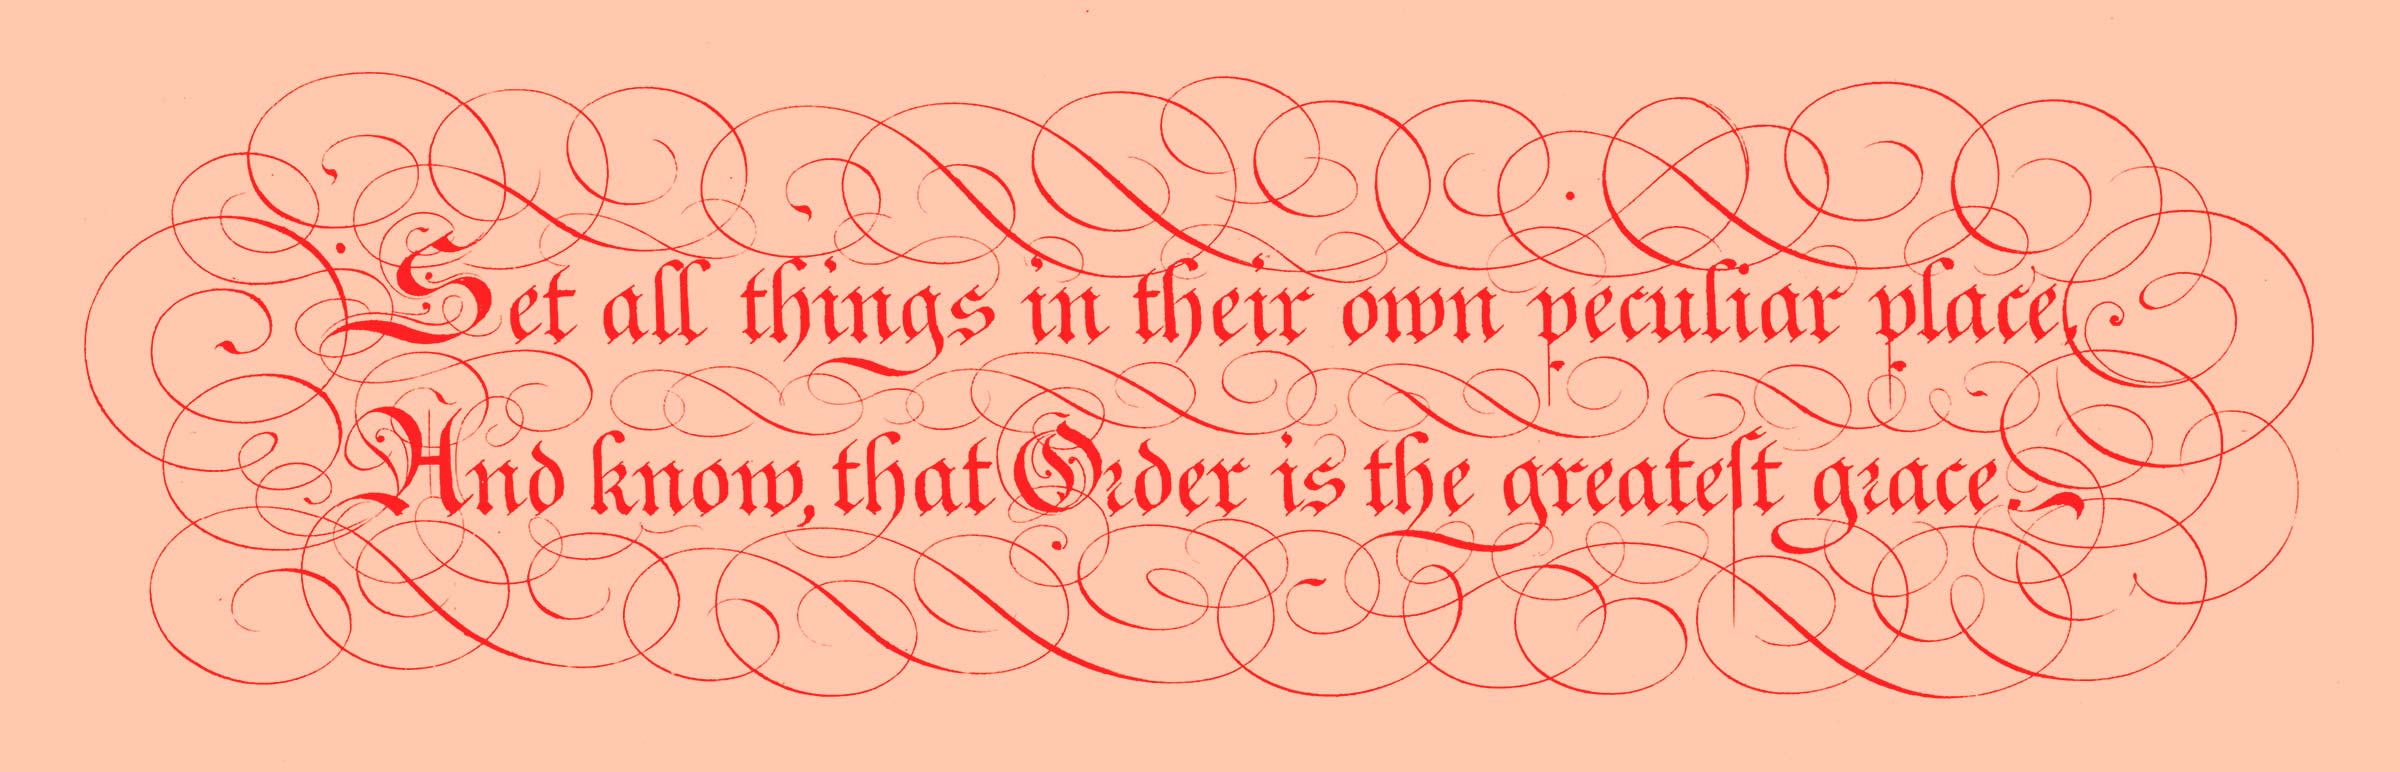 Set all things in their own peculiar place,
And know, that Order is the greateſt grace.